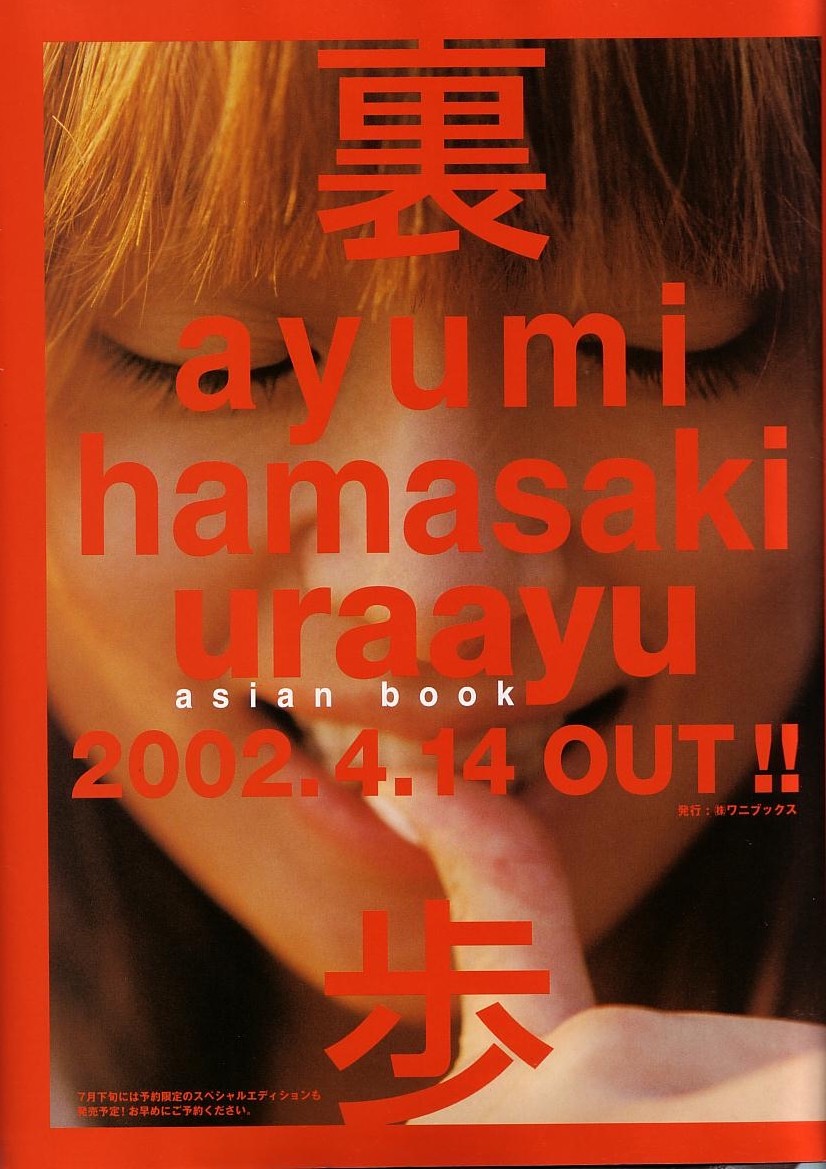 裏
ayumi
hamasaki
uraayu
asian book
2002.4.14 OUT!!
発行：㈱ワニブックス
歩
7月下旬には予約限定のスペシャルエディションも
発売予定！お早めにご予約ください。